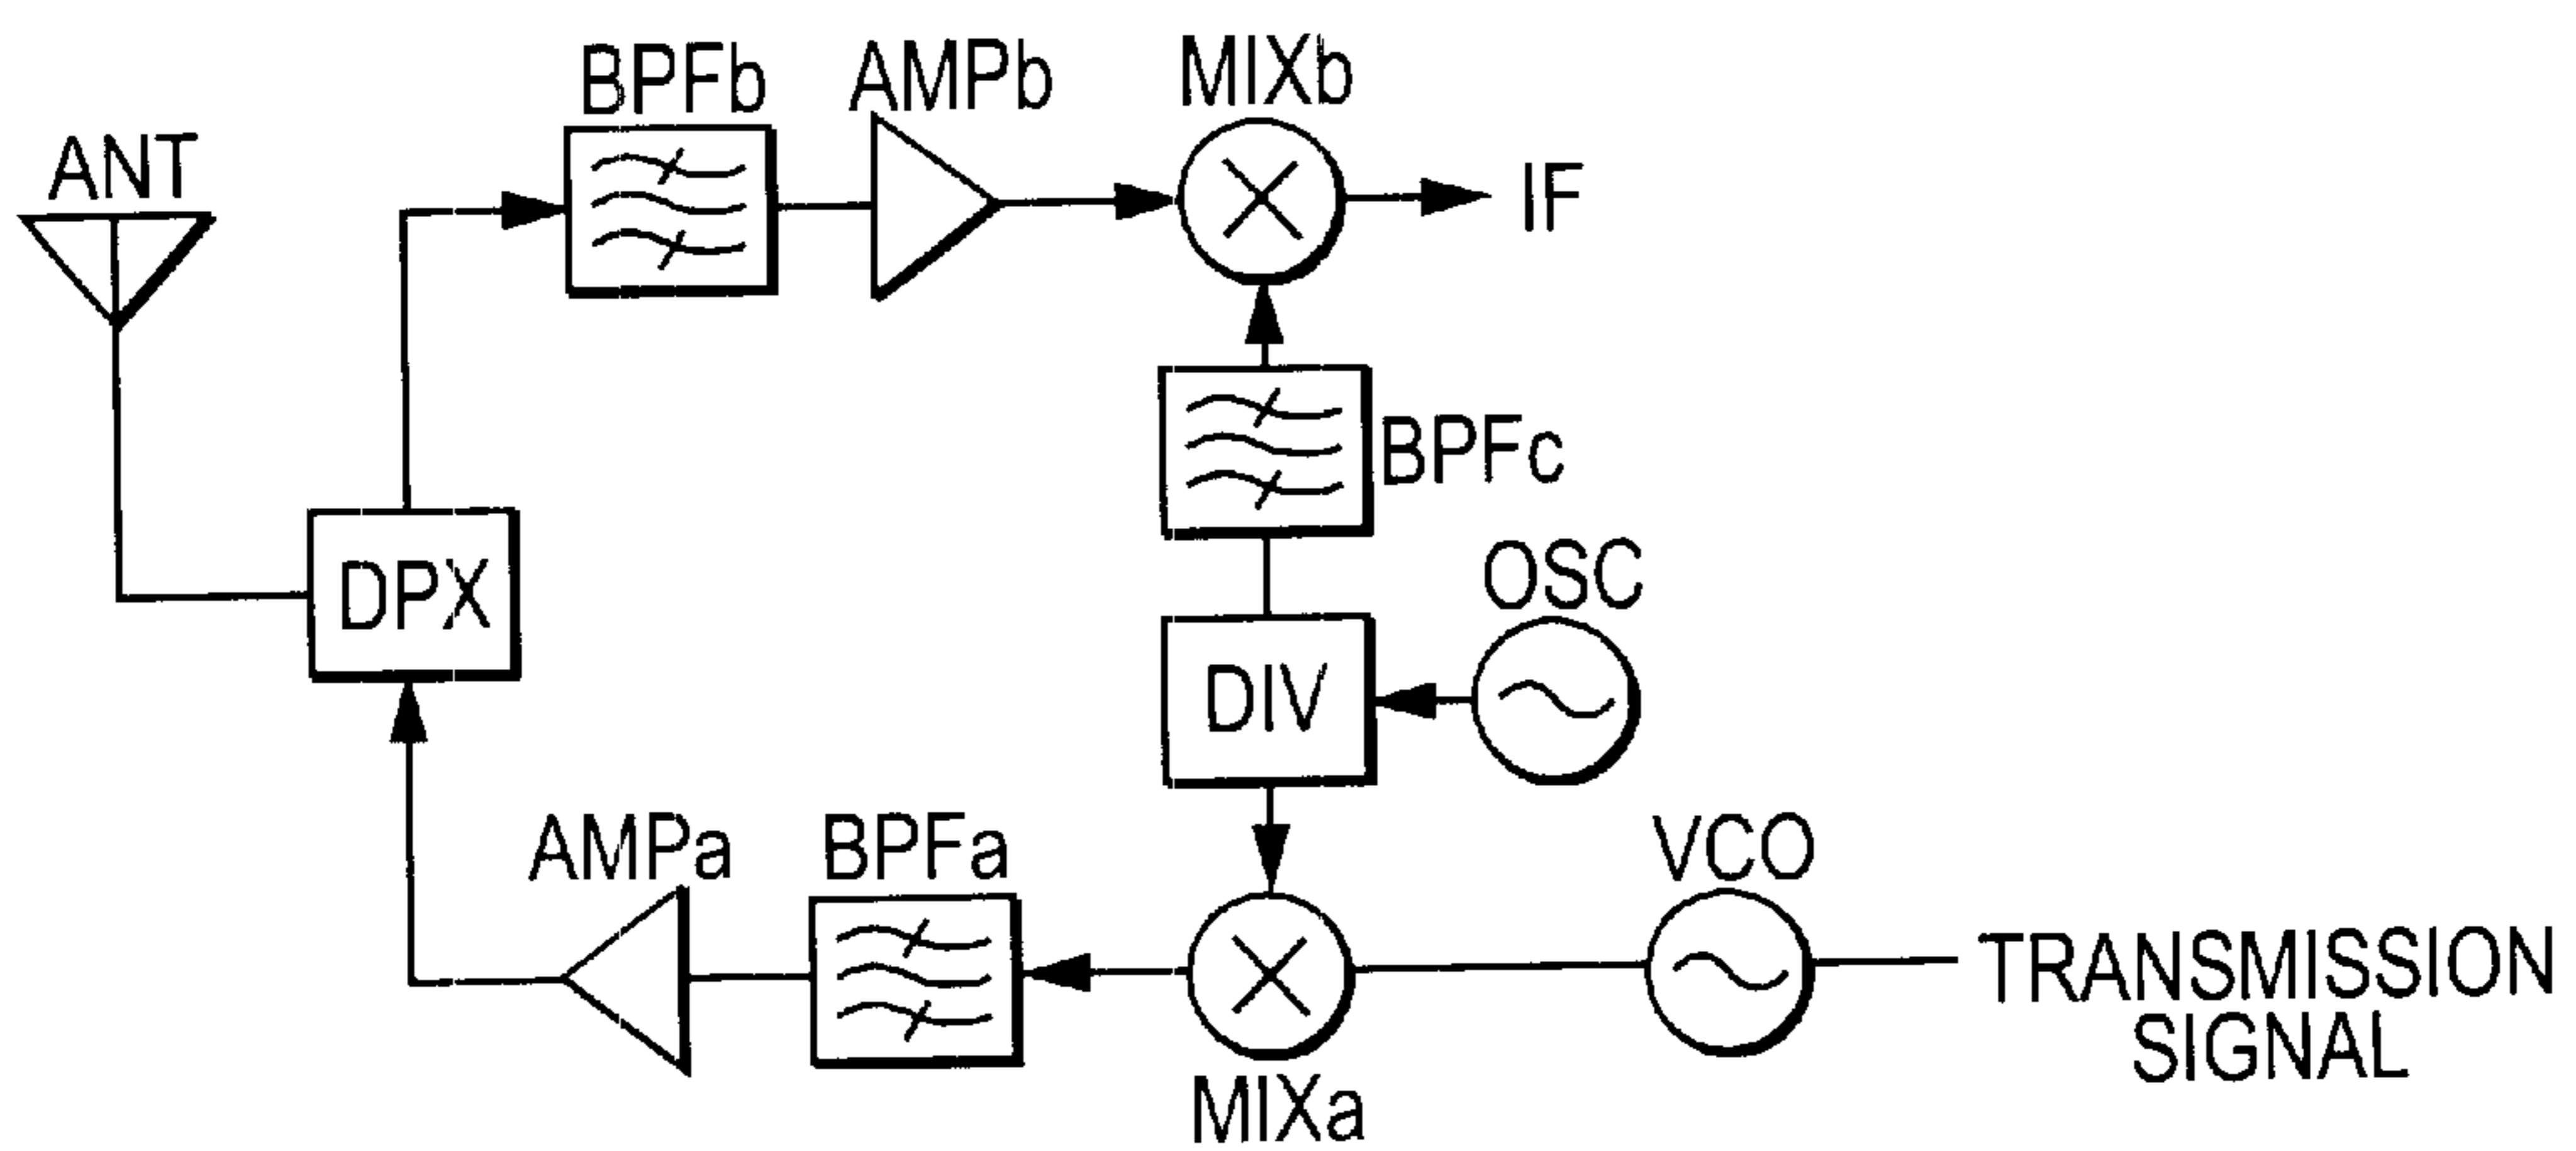 BPFb
AMPb
MIXb
ANT
IF
BPFc
OSC
DPX
DIV
AMPa
BPFa
VCO
TRANSMISSION
SIGNAL
MIXa